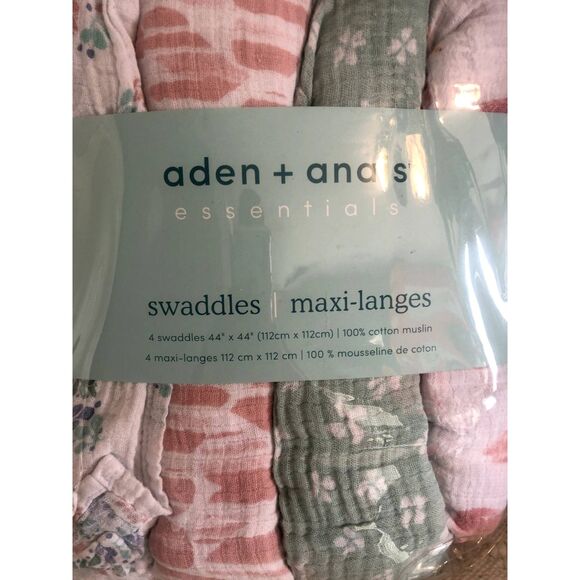 aden + anais
essentials
swaddles | maxi-langes
4 swaddles 44" x 44" (112cm x 112cm) | 100% cotton muslin
4 maxi-langes 112 cm x 112 cm | 100 % mousseline de coton